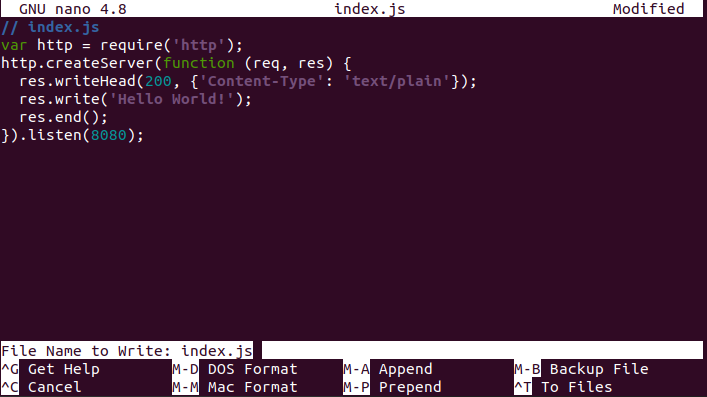 GNU nano 4.8 index.js Modified
// index.js
var http = require('http');
http.createServer(function (req, res) {
  res.writeHead(200, {'Content-Type': 'text/plain'});
  res.write('Hello World!');
  res.end();
}).listen(8080);
File Name to Write: index.js
^G Get Help M-D DOS Format M-A Append M-B Backup File
^C Cancel M-M Mac Format M-P Prepend ^T To Files